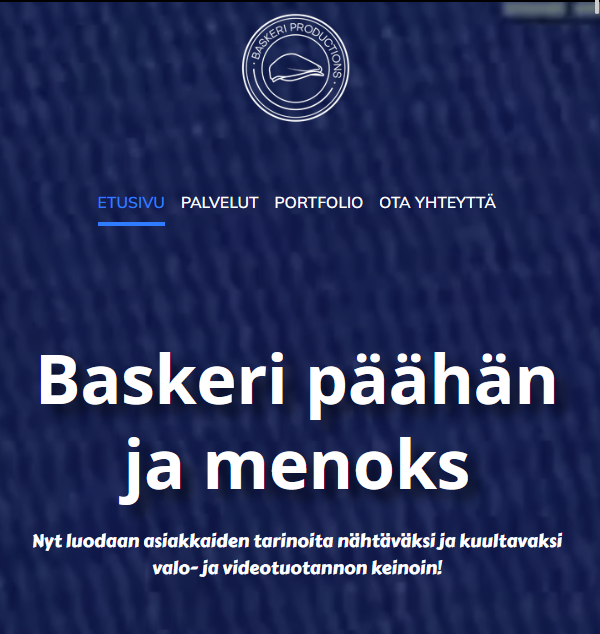 BASKERI PRODUCTIONS
ETUSIVU PALVELUT PORTFOLIO OTA YHTEYTTÄ
Baskeri päähän
ja menoks
Nyt luodaan asiakkaiden tarinoita nähtäväksi ja kuultavaksi
valo- ja videotuotannon keinoin!